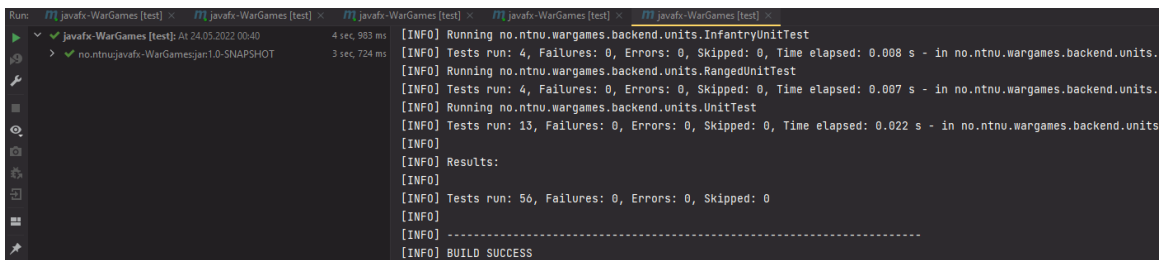 Run: javafx-WarGames [test] × javafx-WarGames [test] × javafx-WarGames [test] × javafx-WarGames [test] × javafx-WarGames [test] ×
javafx-WarGames [test]: At 24.05.2022 00:40 4 sec, 983 ms
no.ntnu:javafx-WarGames:jar:1.0-SNAPSHOT 3 sec, 724 ms
[INFO] Running no.ntnu.wargames.backend.units.InfantryUnitTest
[INFO] Tests run: 4, Failures: 0, Errors: 0, Skipped: 0, Time elapsed: 0.008 s - in no.ntnu.wargames.backend.units.
[INFO] Running no.ntnu.wargames.backend.units.RangedUnitTest
[INFO] Tests run: 4, Failures: 0, Errors: 0, Skipped: 0, Time elapsed: 0.007 s - in no.ntnu.wargames.backend.units.
[INFO] Running no.ntnu.wargames.backend.units.UnitTest
[INFO] Tests run: 13, Failures: 0, Errors: 0, Skipped: 0, Time elapsed: 0.022 s - in no.ntnu.wargames.backend.units
[INFO]
[INFO] Results:
[INFO]
[INFO] Tests run: 56, Failures: 0, Errors: 0, Skipped: 0
[INFO]
[INFO] ------------------------------------------------------------------------
[INFO] BUILD SUCCESS